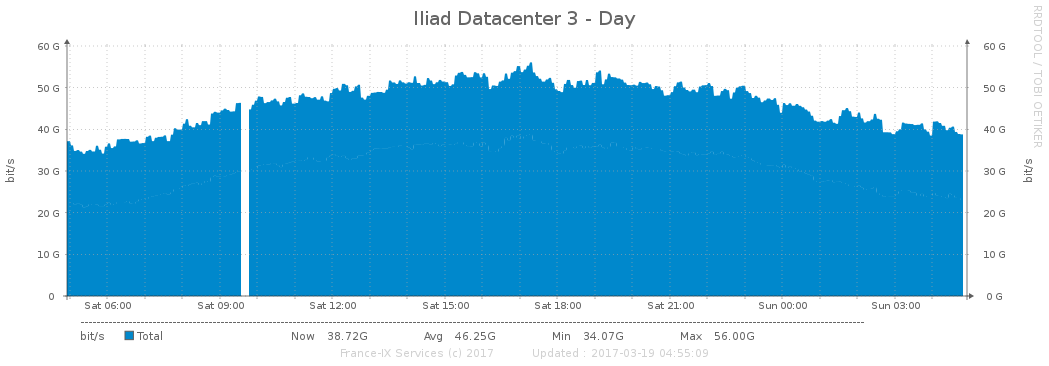 Iliad Datacenter 3 - Day
RRDTOOL / TOBI OETIKER
bit/s
60 G
50 G
40 G
30 G
20 G
10 G
0
60 G
50 G
40 G
30 G
20 G
10 G
0 G
bit/s
Sat 06:00 Sat 09:00 Sat 12:00 Sat 15:00 Sat 18:00 Sat 21:00 Sun 00:00 Sun 03:00
bit/s Total Now 38.72G Avg 46.25G Min 34.07G Max 56.00G
France-IX Services (c) 2017 Updated : 2017-03-19 04:55:09